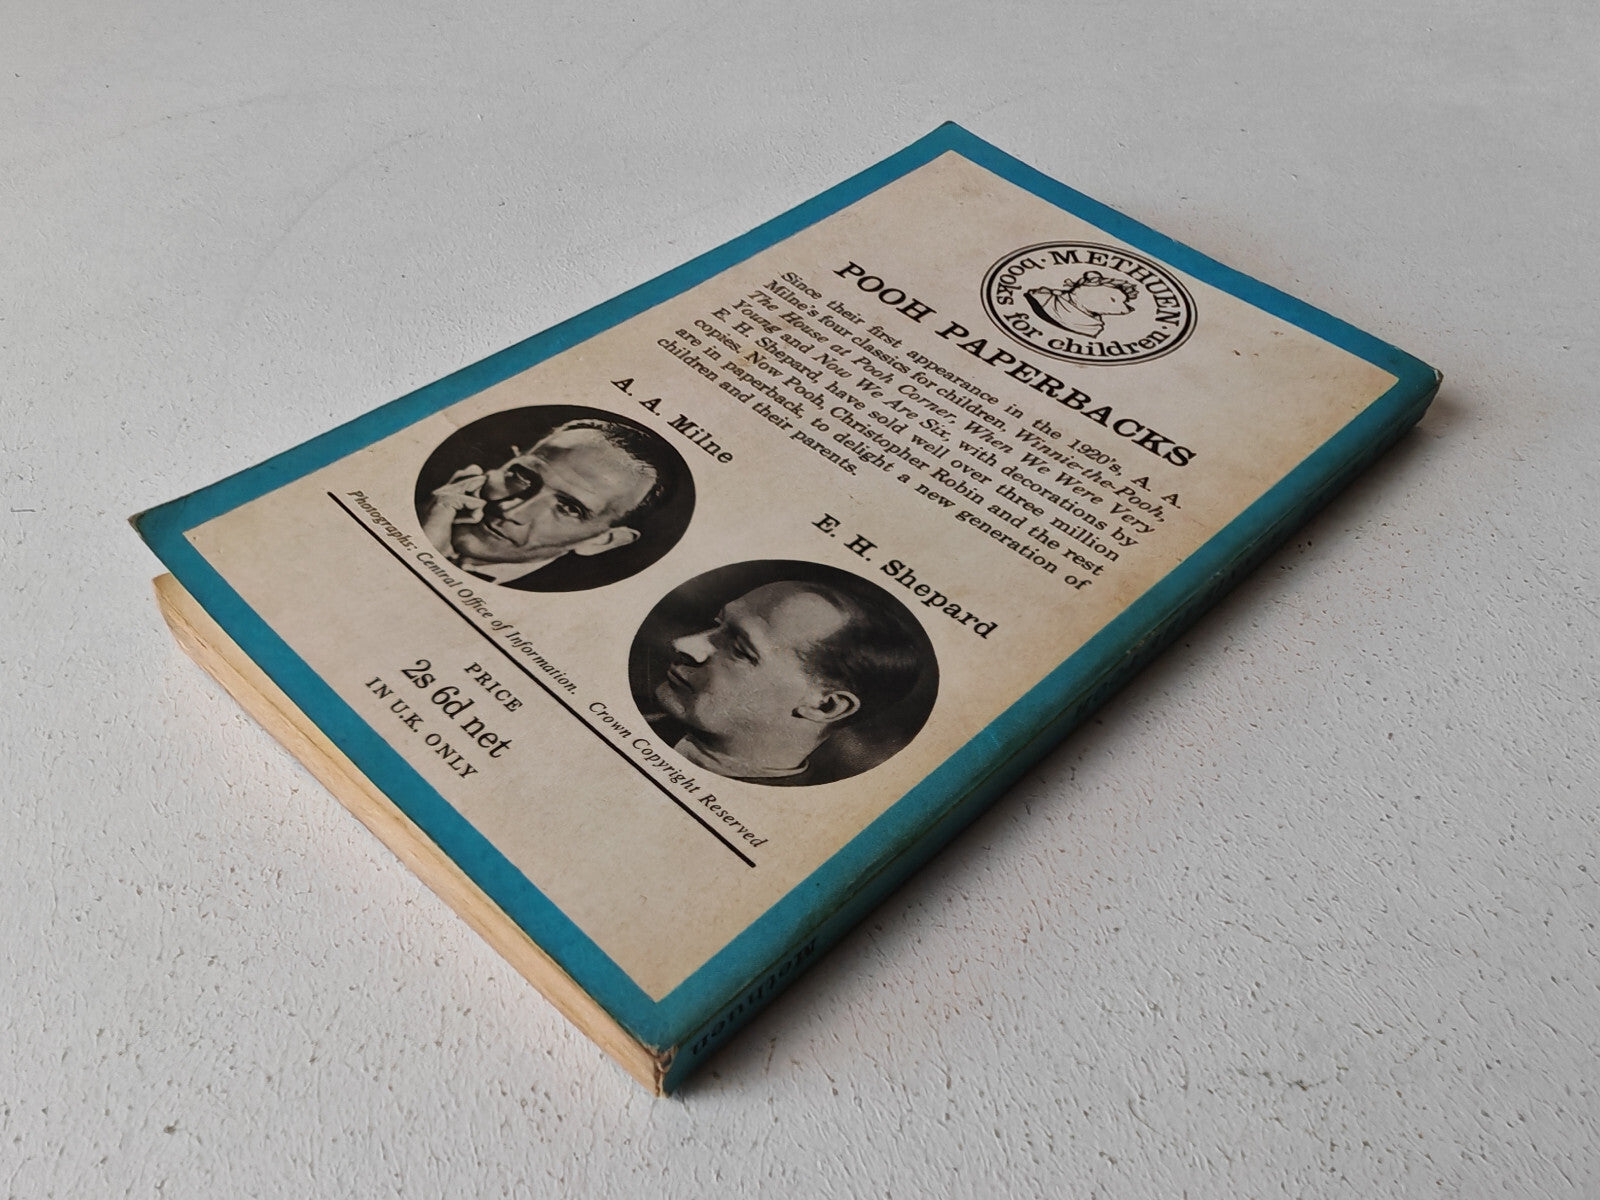 · METHUEN ·
books for children
POOH PAPERBACKS
Since their first appearance in the 1920's, A. A.
Milne's four classics for children, Winnie-the-Pooh,
The House at Pooh Corner, When We Were Very
Young and Now We Are Six, with decorations by
E. H. Shepard, have sold well over three million
copies. Now Pooh, Christopher Robin and the rest
are in paperback, to delight a new generation of
children and their parents.
A. A. Milne
E. H. Shepard
Photographs: Central Office of Information. Crown Copyright Reserved
PRICE
2s 6d net
IN U.K. ONLY
Methuen